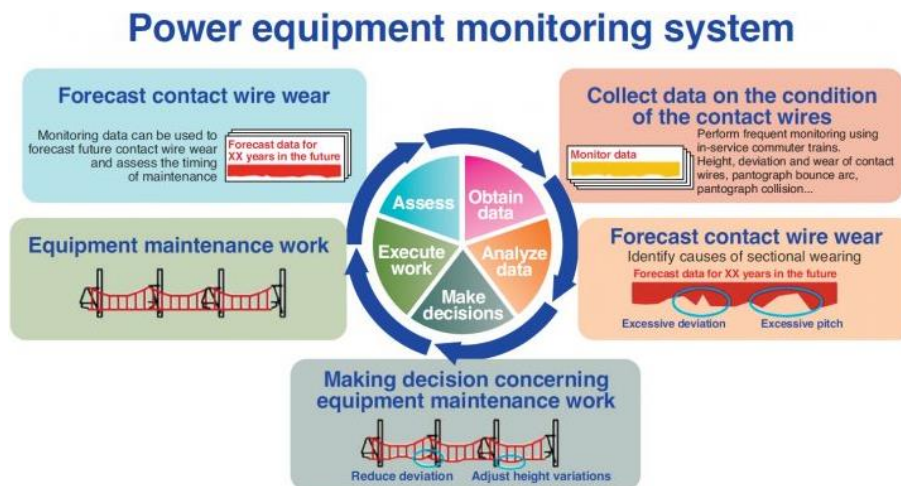 Power equipment monitoring system
Forecast contact wire wear
Monitoring data can be used to
forecast future contact wire wear
and assess the timing
of maintenance
Forecast data for
XX years in the future
Collect data on the condition
of the contact wires
Monitor data
Perform frequent monitoring using
in-service commuter trains.
Height, deviation and wear of contact
wires, pantograph bounce arc,
pantograph collision...
Assess
Obtain
data
Execute
work
Analyze
data
Make
decisions
Equipment maintenance work
Forecast contact wire wear
Identify causes of sectional wearing
Forecast data for XX years in the future
Excessive deviation
Excessive pitch
Making decision concerning
equipment maintenance work
Reduce deviation
Adjust height variations